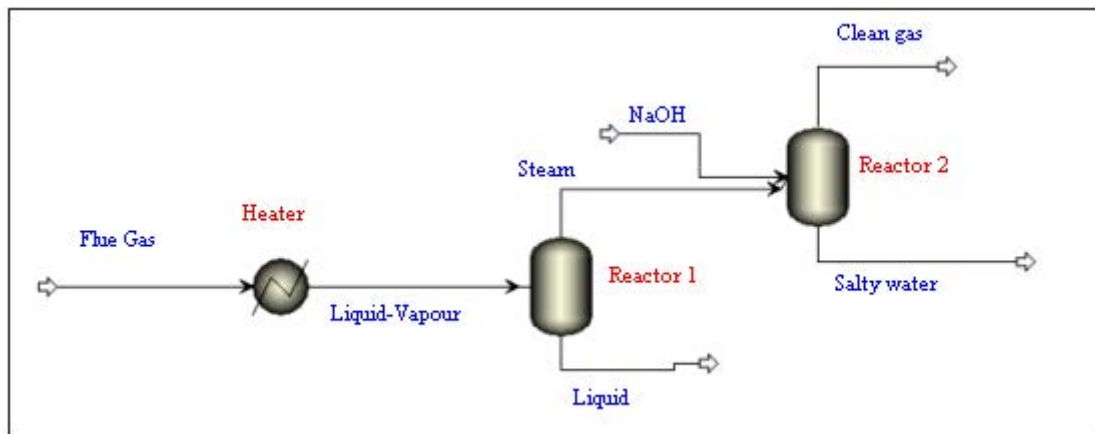 Clean gas
NaOH
Steam
Reactor 2
Heater
Flue Gas
Reactor 1
Salty water
Liquid-Vapour
Liquid